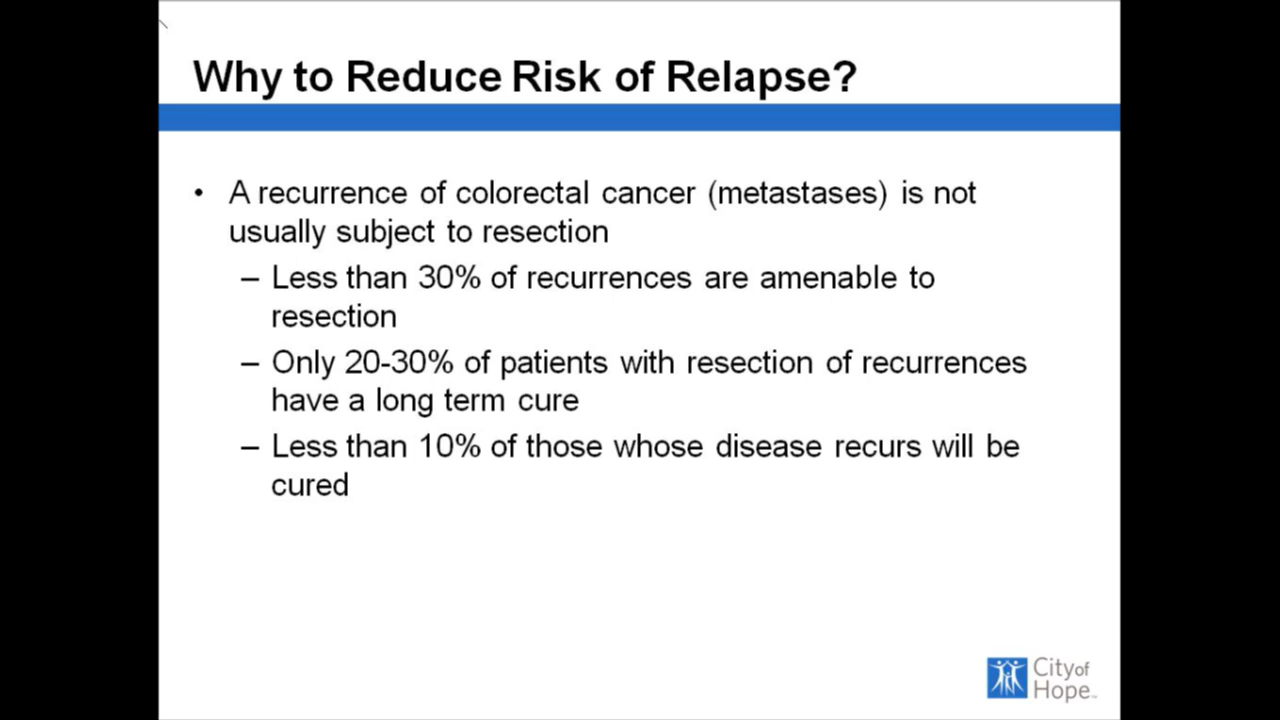 Why to Reduce Risk of Relapse?
• A recurrence of colorectal cancer (metastases) is not
usually subject to resection
– Less than 30% of recurrences are amenable to
resection
– Only 20-30% of patients with resection of recurrences
have a long term cure
– Less than 10% of those whose disease recurs will be
cured
City of
Hope™